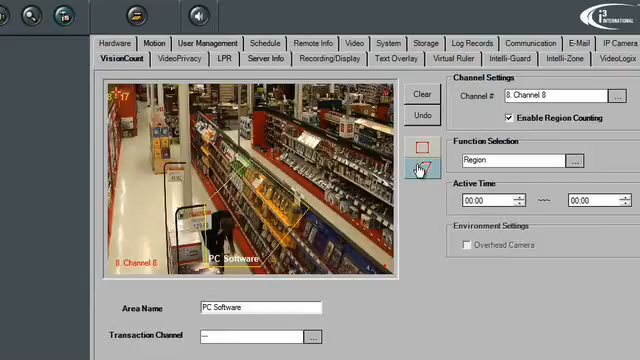 i3
INTERNATIONAL
Hardware Motion User Management Schedule Remote Info Video System Storage Log Records Communication E-Mail IP Camera
VisionCount VideoPrivacy LPR Server Info Recording/Display Text Overlay Virtual Ruler Intelli-Guard Intelli-Zone VideoLogix
Clear
Undo
Channel Settings
Channel # 8. Channel 8 ...
Enable Region Counting
Function Selection
Region ...
Active Time
00:00 ~~~ 00:00
Environment Settings
Overhead Camera
PC Software
8. Channel 8
Area Name PC Software
Transaction Channel --- ...